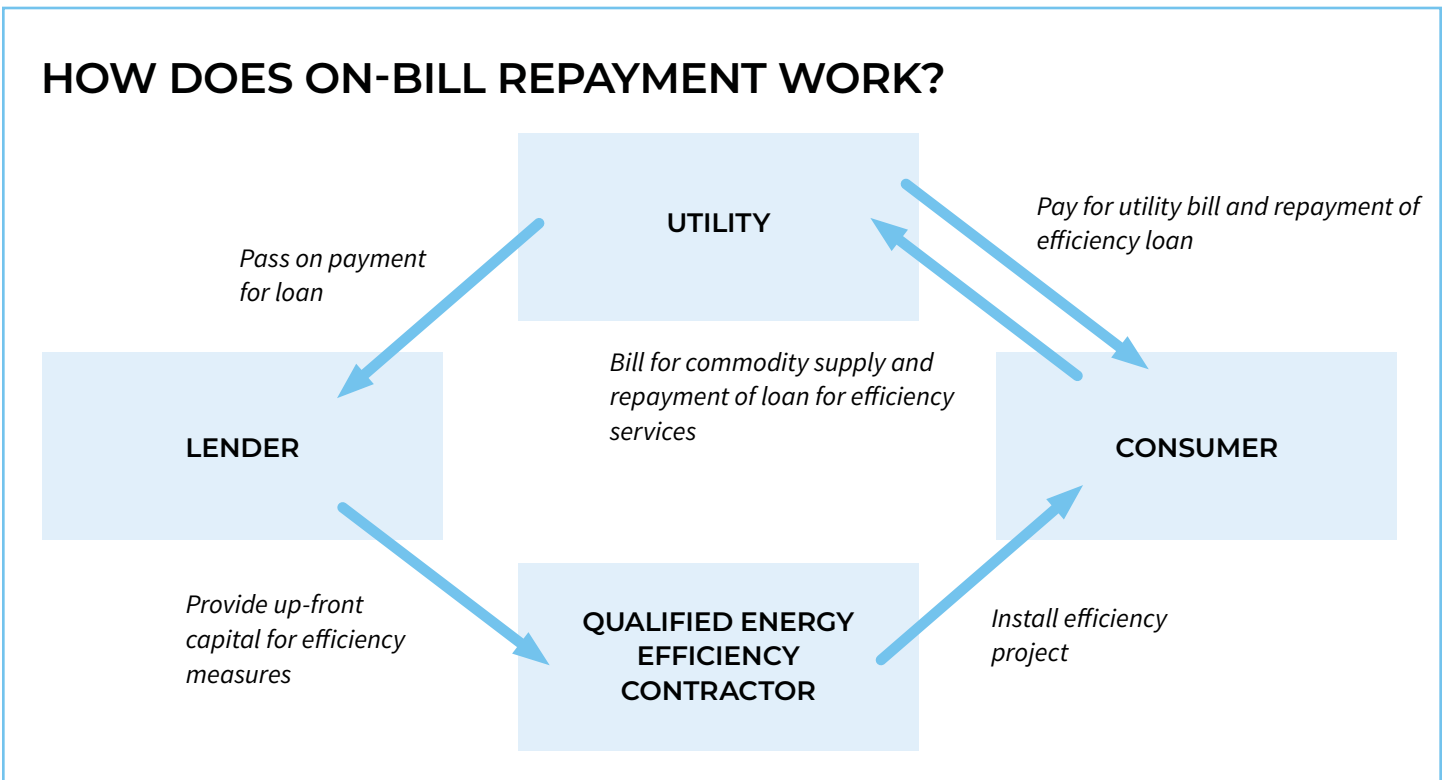 HOW DOES ON-BILL REPAYMENT WORK?
UTILITY
Pay for utility bill and repayment of
efficiency loan
Pass on payment
for loan
Bill for commodity supply and
repayment of loan for efficiency
services
LENDER
CONSUMER
Provide up-front
capital for efficiency
measures
QUALIFIED ENERGY
EFFICIENCY
CONTRACTOR
Install efficiency
project